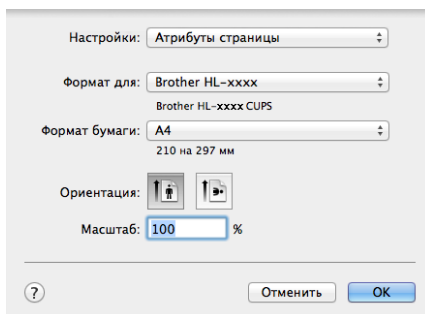 Настройки: Атрибуты страницы
Формат для: Brother HL-xxxx
Brother HL-xxxx CUPS
Формат бумаги: A4
210 на 297 мм
Ориентация:
Масштаб: 100 %
? Отменить OK